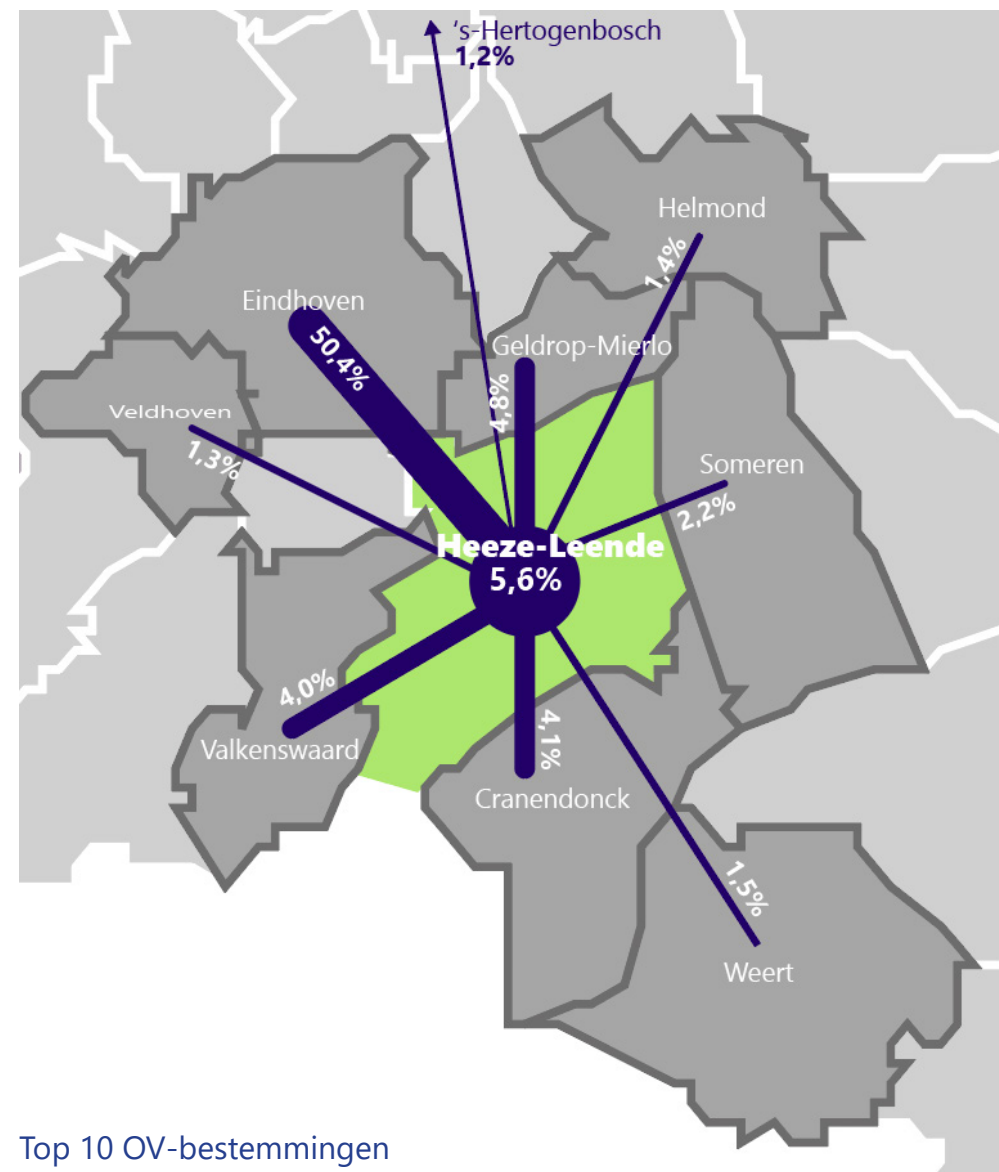 ‘s-Hertogenbosch
1,2%
Helmond
1,4%
Eindhoven
50,4%
Geldrop-Mierlo
4,8%
Veldhoven
1,3%
Someren
2,2%
Heeze-Leende
5,6%
4,0%
Valkenswaard
4,1%
Cranendonck
1,5%
Weert
Top 10 OV-bestemmingen